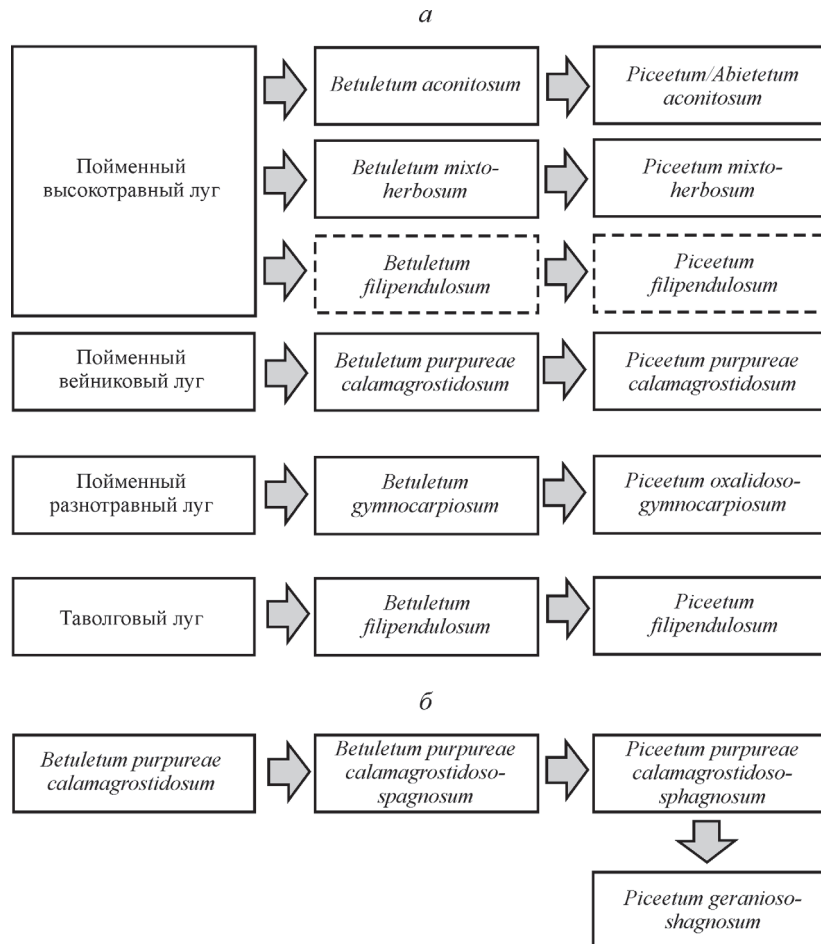 а
Пойменный
высокотравный луг
Betuletum aconitosum
Piceetum/Abietetum
aconitosum
Betuletum mixto-
herbosum
Piceetum mixto-
herbosum
Betuletum
filipendulosum
Piceetum
filipendulosum
Пойменный
вейниковый луг
Betuletum purpureae
calamagrostidosum
Piceetum purpureae
calamagrostidosum
Пойменный
разнотравный луг
Betuletum
gymnocarpiosum
Piceetum oxalidoso-
gymnocarpiosum
Таволговый луг
Betuletum
filipendulosum
Piceetum
filipendulosum
б
Betuletum purpureae
calamagrostidosum
Betuletum purpureae
calamagrostidoso-
spagnosum
Piceetum purpureae
calamagrostidoso-
sphagnosum
Piceetum geranioso-
shagnosum